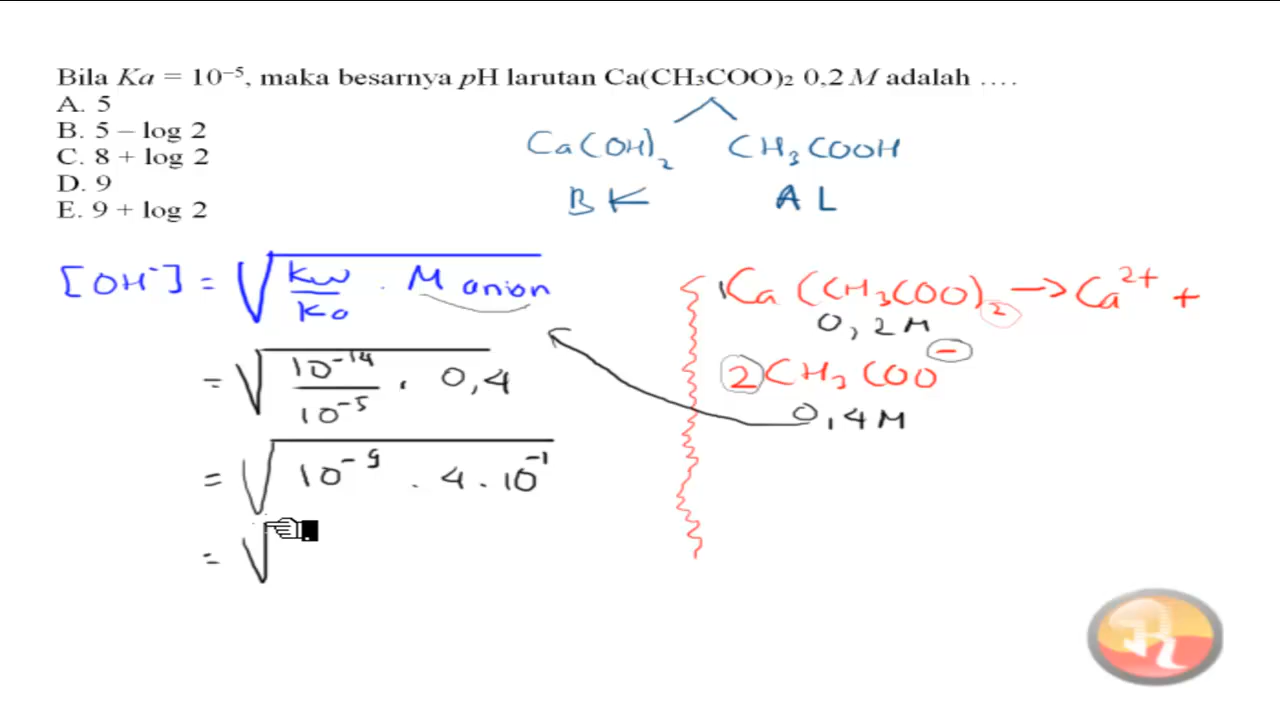 Bila Ka = 10⁻⁵, maka besarnya pH larutan Ca(CH₃COO)₂ 0,2 M adalah ....
A. 5
B. 5 – log 2
C. 8 + log 2
D. 9
E. 9 + log 2
Ca(OH)₂ CH₃COOH
BK AL
[OH⁻] = √(Kw/Ka . M anion
= √(10⁻¹⁴/10⁻⁵ . 0,4
= √(10⁻⁹ . 4 . 10⁻¹
= √
1Ca(CH₃COO)₂ → Ca²⁺ +
0,2 M
2CH₃COO⁻
0,4 M